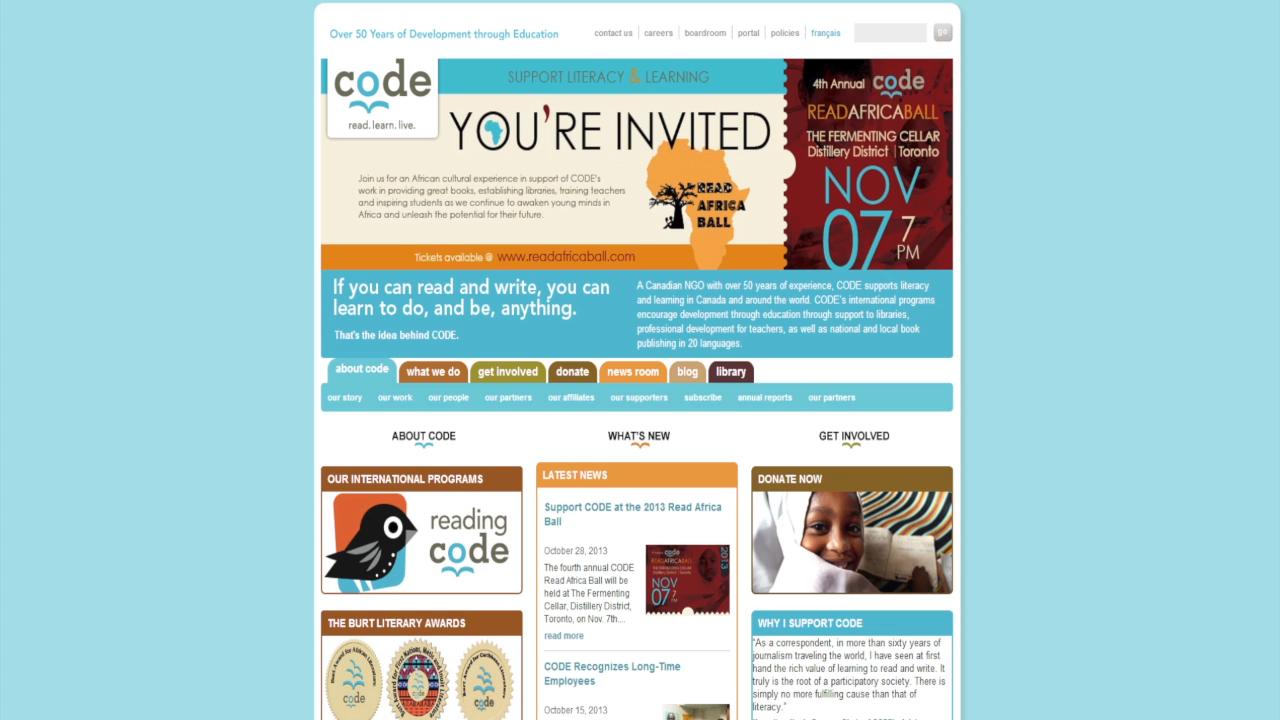 Over 50 Years of Development through Education
contact us
careers
boardroom
portal
policies
français
go
code
read. learn. live.
SUPPORT LITERACY & LEARNING
YOU'RE INVITED
Join us for an African cultural experience in support of CODE's
work in providing great books, establishing libraries, training teachers
and inspiring students as we continue to awaken young minds in
Africa and unleash the potential for their future.
READ
AFRICA
BALL
Tickets available @ www.readafricaball.com
4th Annual code
READAFRICABALL
THE FERMENTING CELLAR
Distillery District | Toronto
NOV
07 7
PM
If you can read and write, you can
learn to do, and be, anything.
That's the idea behind CODE.
A Canadian NGO with over 50 years of experience, CODE supports literacy
and learning in Canada and around the world. CODE's international programs
encourage development through education through support to libraries,
professional development for teachers, as well as national and local book
publishing in 20 languages.
about code
what we do
get involved
donate
news room
blog
library
our story
our work
our people
our partners
our affiliates
our supporters
subscribe
annual reports
our partners
ABOUT CODE
WHAT'S NEW
GET INVOLVED
OUR INTERNATIONAL PROGRAMS
reading
code
THE BURT LITERARY AWARDS
code
code
code
LATEST NEWS
Support CODE at the 2013 Read Africa
Ball
October 28, 2013
The fourth annual CODE
Read Africa Ball will be
held at The Fermenting
Cellar, Distillery District,
Toronto, on Nov. 7th....
read more
code
READAFRICABALL
NOV
07 7
PM
2013
CODE Recognizes Long-Time
Employees
October 15, 2013
DONATE NOW
WHY I SUPPORT CODE
"As a correspondent, in more than sixty years of
journalism traveling the world, I have seen at first
hand the rich value of learning to read and write. It
truly is the root of a participatory society. There is
simply no more fulfilling cause than that of
literacy."